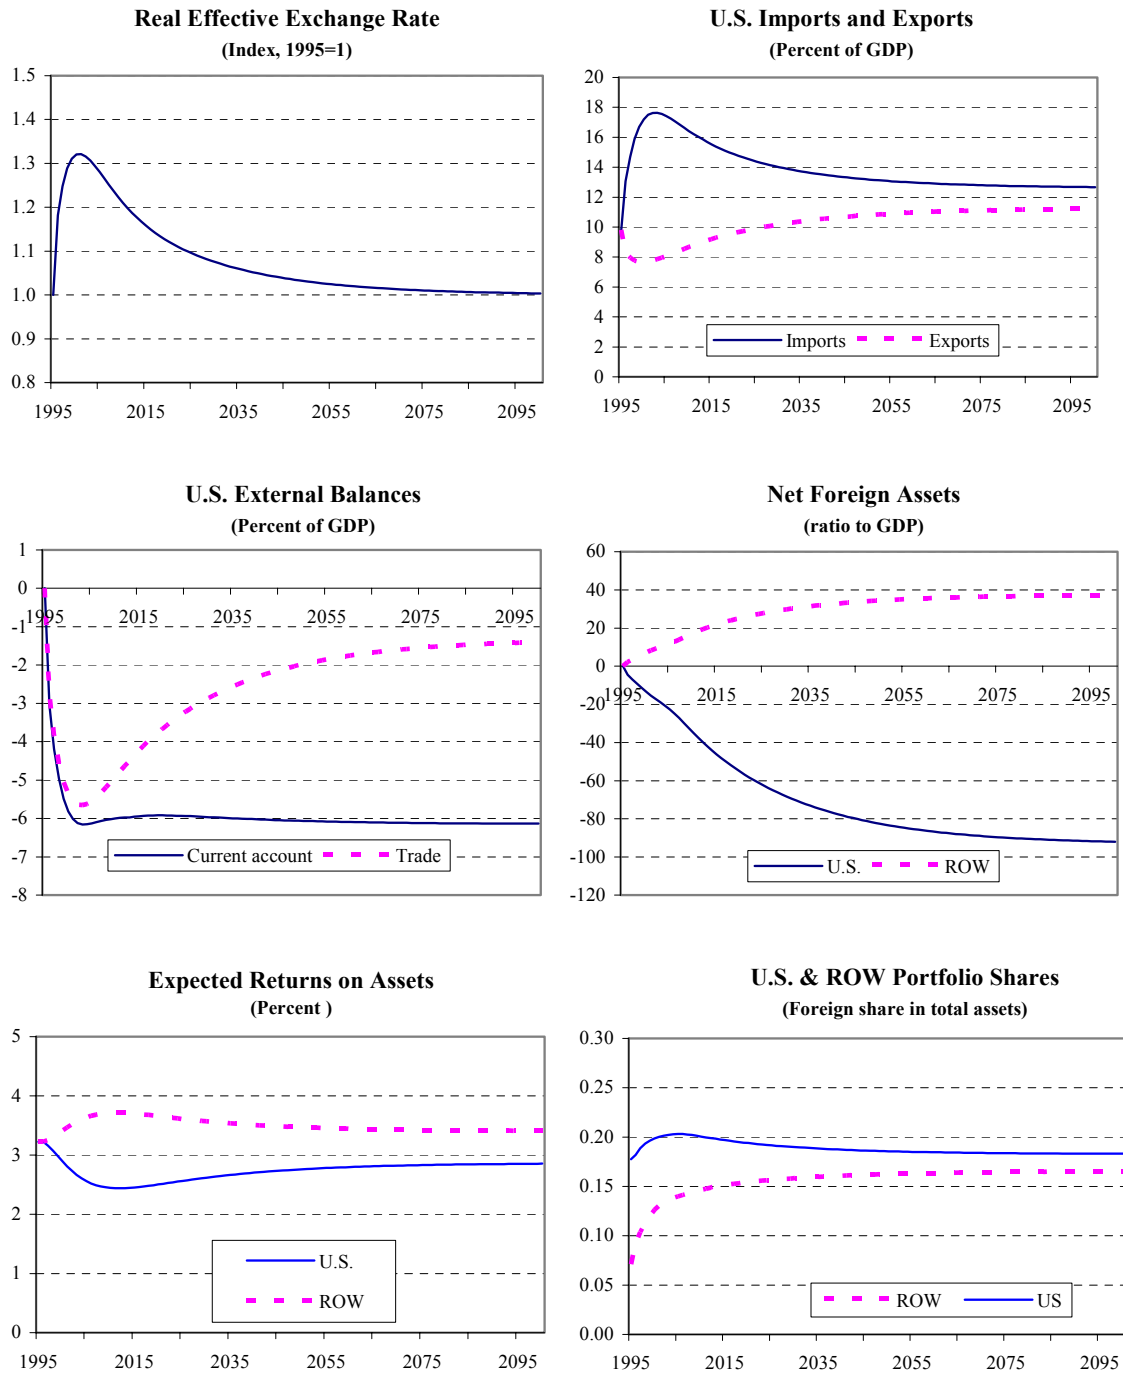 Real Effective Exchange Rate
(Index, 1995=1)
1.5
1.4
1.3
1.2
1.1
1.0
0.9
0.8
1995 2015 2035 2055 2075 2095
U.S. Imports and Exports
(Percent of GDP)
20
18
16
14
12
10
8
6
4
2
0
Imports Exports
1995 2015 2035 2055 2075 2095
U.S. External Balances
(Percent of GDP)
1
0
-1
-2
-3
-4
-5
-6
-7
-8
1995 2015 2035 2055 2075 2095
Current account Trade
Net Foreign Assets
(ratio to GDP)
60
40
20
0
-20
-40
-60
-80
-100
-120
1995 2015 2035 2055 2075 2095
U.S. ROW
Expected Returns on Assets
(Percent )
5
4
3
2
1
0
U.S.
ROW
1995 2015 2035 2055 2075 2095
U.S. & ROW Portfolio Shares
(Foreign share in total assets)
0.30
0.25
0.20
0.15
0.10
0.05
0.00
ROW US
1995 2015 2035 2055 2075 2095